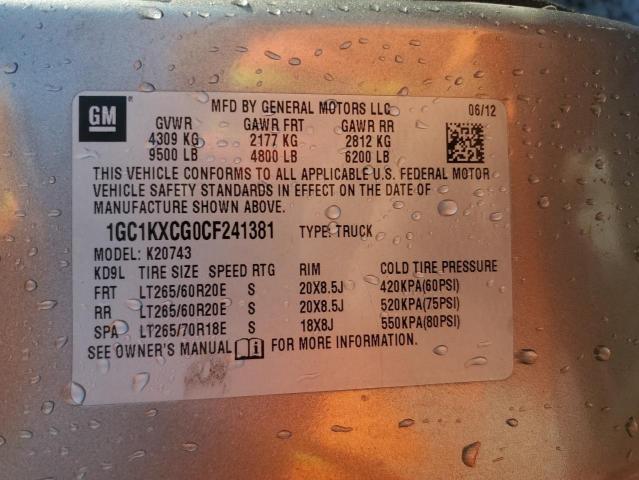 GM
MFD BY GENERAL MOTORS LLC 06/12
GVWR GAWR FRT GAWR RR
4309 KG 2177 KG 2812 KG
9500 LB 4800 LB 6200 LB
THIS VEHICLE CONFORMS TO ALL APPLICABLE U.S. FEDERAL MOTOR
VEHICLE SAFETY STANDARDS IN EFFECT ON THE DATE OF
MANUFACTURE SHOWN ABOVE.
1GC1KXCG0CF241381 TYPE: TRUCK
MODEL: K20743
KD9L TIRE SIZE SPEED RTG RIM COLD TIRE PRESSURE
FRT LT265/60R20E S 20X8.5J 420KPA(60PSI)
RR LT265/60R20E S 20X8.5J 520KPA(75PSI)
SPA LT265/70R18E S 18X8J 550KPA(80PSI)
SEE OWNER'S MANUAL FOR MORE INFORMATION.